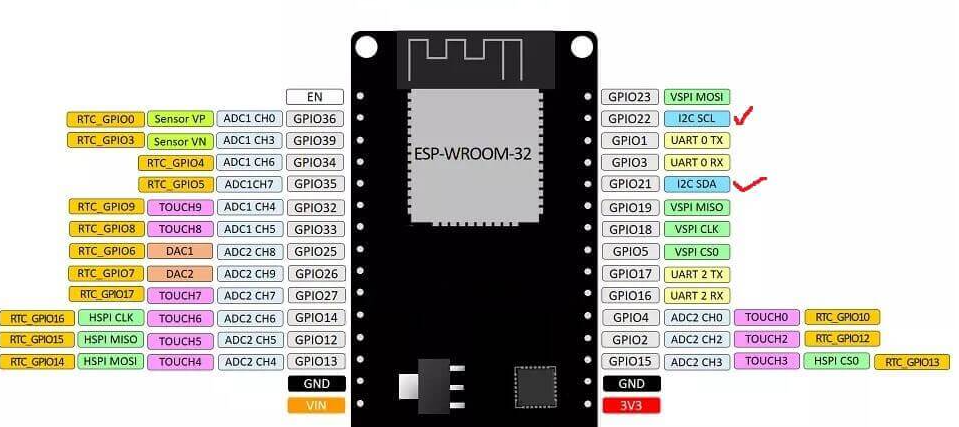 EN GPIO23 VSPI MOSI
RTC_GPIO0 Sensor VP ADC1 CH0 GPIO36 GPIO22 I2C SCL
RTC_GPIO3 Sensor VN ADC1 CH3 GPIO39 GPIO1 UART 0 TX
ESP-WROOM-32
RTC_GPIO4 ADC1 CH6 GPIO34 GPIO3 UART 0 RX
RTC_GPIO5 ADC1CH7 GPIO35 GPIO21 I2C SDA
RTC_GPIO9 TOUCH9 ADC1 CH4 GPIO32 GPIO19 VSPI MISO
RTC_GPIO8 TOUCH8 ADC1 CH5 GPIO33 GPIO18 VSPI CLK
RTC_GPIO6 DAC1 ADC2 CH8 GPIO25 GPIO5 VSPI CS0
RTC_GPIO7 DAC2 ADC2 CH9 GPIO26 GPIO17 UART 2 TX
RTC_GPIO17 TOUCH7 ADC2 CH7 GPIO27 GPIO16 UART 2 RX
RTC_GPIO16 HSPI CLK TOUCH6 ADC2 CH6 GPIO14 GPIO4 ADC2 CH0 TOUCH0 RTC_GPIO10
RTC_GPIO15 HSPI MISO TOUCH5 ADC2 CH5 GPIO12 GPIO2 ADC2 CH2 TOUCH2 RTC_GPIO12
RTC_GPIO14 HSPI MOSI TOUCH4 ADC2 CH4 GPIO13 GPIO15 ADC2 CH3 TOUCH3 HSPI CS0 RTC_GPIO13
GND GND
VIN 3V3